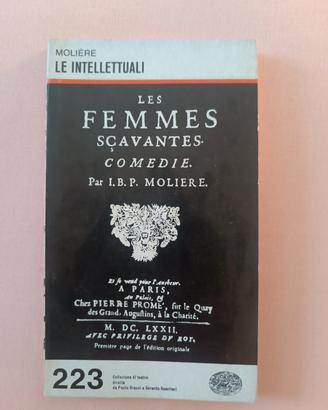 MOLIÈRE
LE INTELLETTUALI
LES
FEMMES
SÇAVANTES.
COMEDIE.
Par I.B.P. MOLIERE.
Et se vend pour l'Autheur.
A PARIS,
Au Palais, &
Chez PIERRE PROMÉ, sur le Quay
des Grands Augustins, à la Charité.
M. DC. LXXII.
AVEC PRIVILEGE DV ROY.
Première page de l'édition originale
223
Collezione di teatro
diretta
da Paolo Grassi e Gerardo Guerrieri